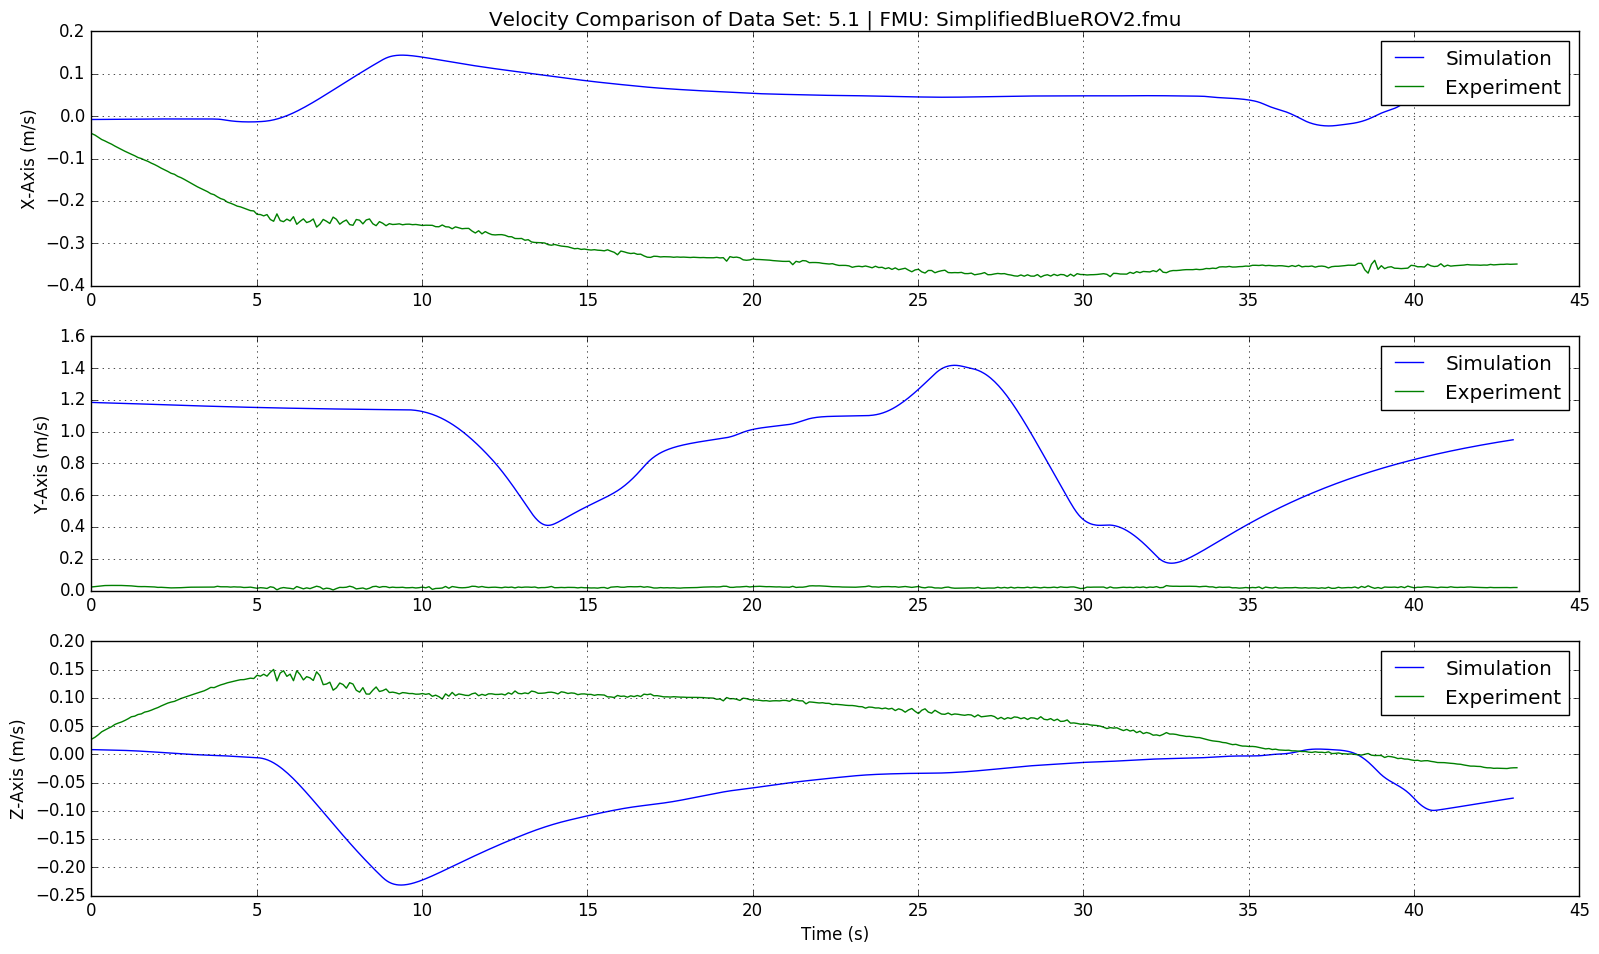 Velocity Comparison of Data Set: 5.1 | FMU: SimplifiedBlueROV2.fmu
X-Axis (m/s)
0.2
0.1
0.0
−0.1
−0.2
−0.3
−0.4
0 5 10 15 20 25 30 35 40 45
Simulation
Experiment
Y-Axis (m/s)
1.6
1.4
1.2
1.0
0.8
0.6
0.4
0.2
0.0
0 5 10 15 20 25 30 35 40 45
Simulation
Experiment
Z-Axis (m/s)
0.20
0.15
0.10
0.05
0.00
−0.05
−0.10
−0.15
−0.20
−0.25
0 5 10 15 20 25 30 35 40 45
Simulation
Experiment
Time (s)